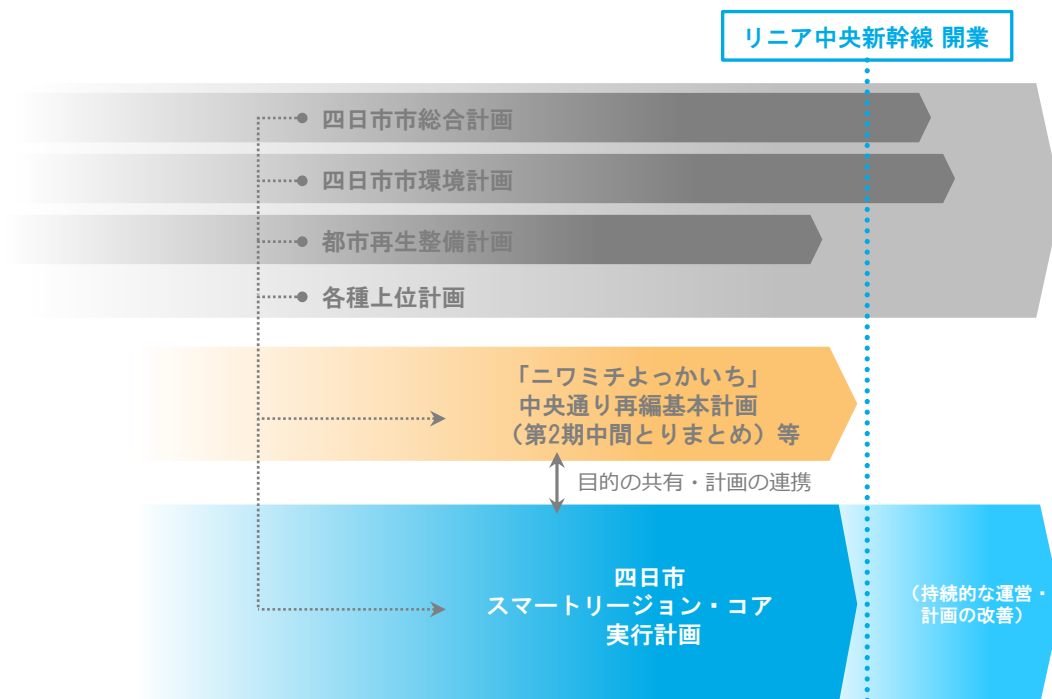 リニア中央新幹線 開業
四日市市総合計画
四日市市環境計画
都市再生整備計画
各種上位計画
「ニワミチよっかいち」
中央通り再編基本計画
（第2期中間とりまとめ）等
目的の共有・計画の連携
四日市
スマートリージョン・コア
実行計画
（持続的な運営・
計画の改善）